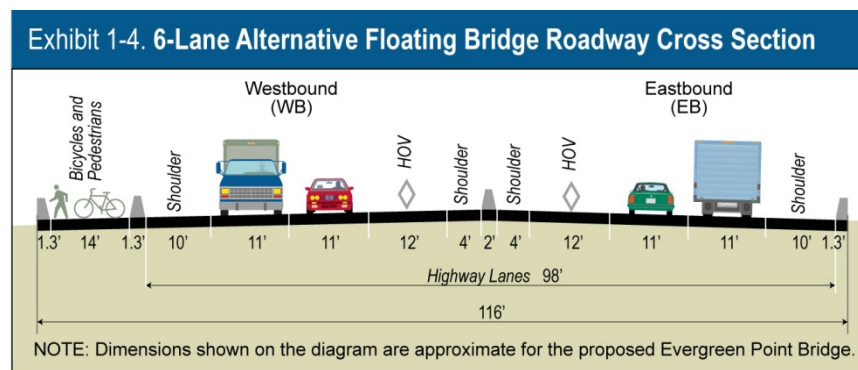 Exhibit 1-4. 6-Lane Alternative Floating Bridge Roadway Cross Section
Westbound
(WB)
Eastbound
(EB)
Bicycles and
Pedestrians
Shoulder
HOV
Shoulder
Shoulder
HOV
Shoulder
1.3' 14' 1.3' 10' 11' 11' 12' 4' 2' 4' 12' 11' 11' 10' 1.3'
Highway Lanes 98'
116'
NOTE: Dimensions shown on the diagram are approximate for the proposed Evergreen Point Bridge.